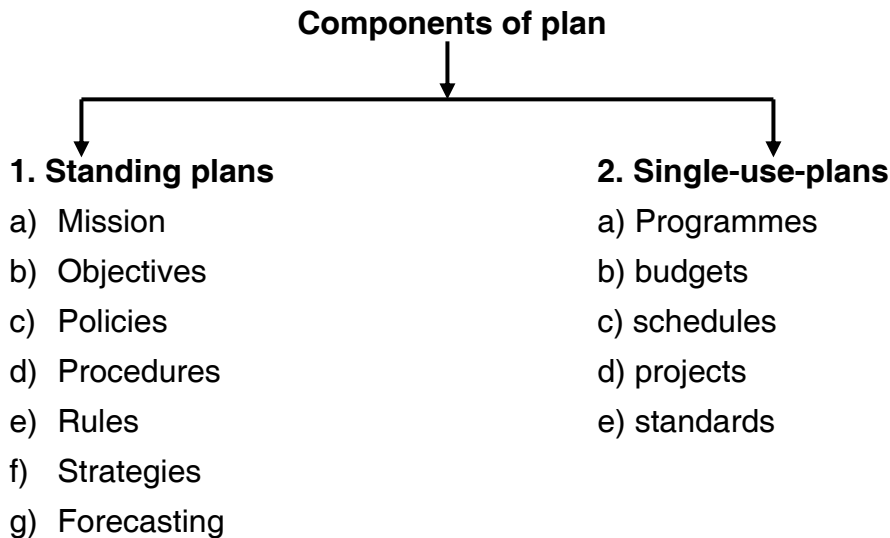 Components of plan
1. Standing plans
a) Mission
b) Objectives
c) Policies
d) Procedures
e) Rules
f) Strategies
g) Forecasting
2. Single-use-plans
a) Programmes
b) budgets
c) schedules
d) projects
e) standards